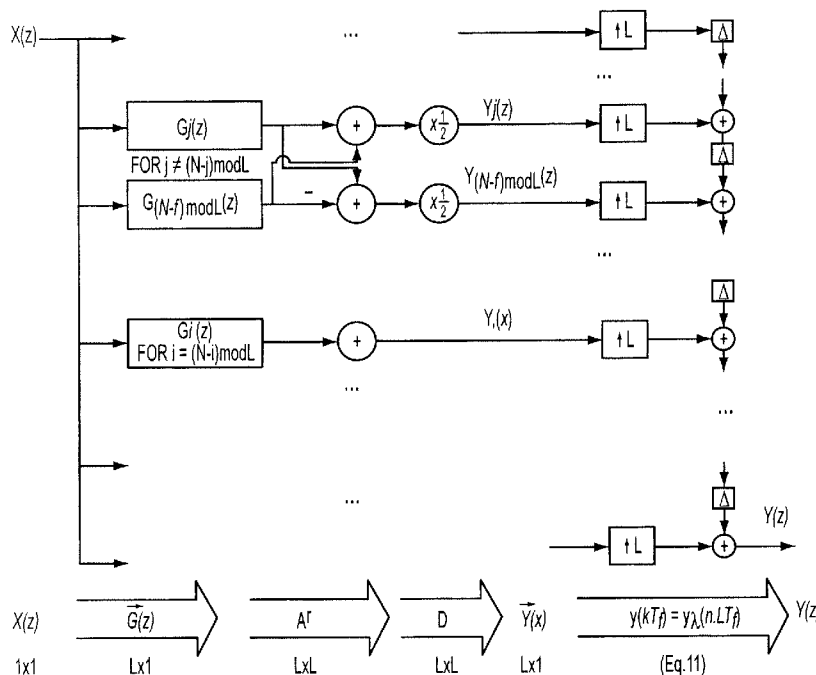 X(z)
...
↑L
Δ
...
Gj(z)
+
x½
Yj(z)
↑L
+
FOR j ≠ (N-j)modL
Δ
G(N-f)modL(z)
–
+
x½
Y(N-f)modL(z)
↑L
+
...
Δ
Gi (z)
FOR i = (N-i)modL
+
Y,(x)
↑L
+
...
...
Δ
...
Y(z)
↑L
+
X(z)
G(z)
Ar
D
Y(x)
y(kTf) = yλ(n.LTf)
Y(z
1x1
Lx1
LxL
LxL
Lx1
(Eq.11)